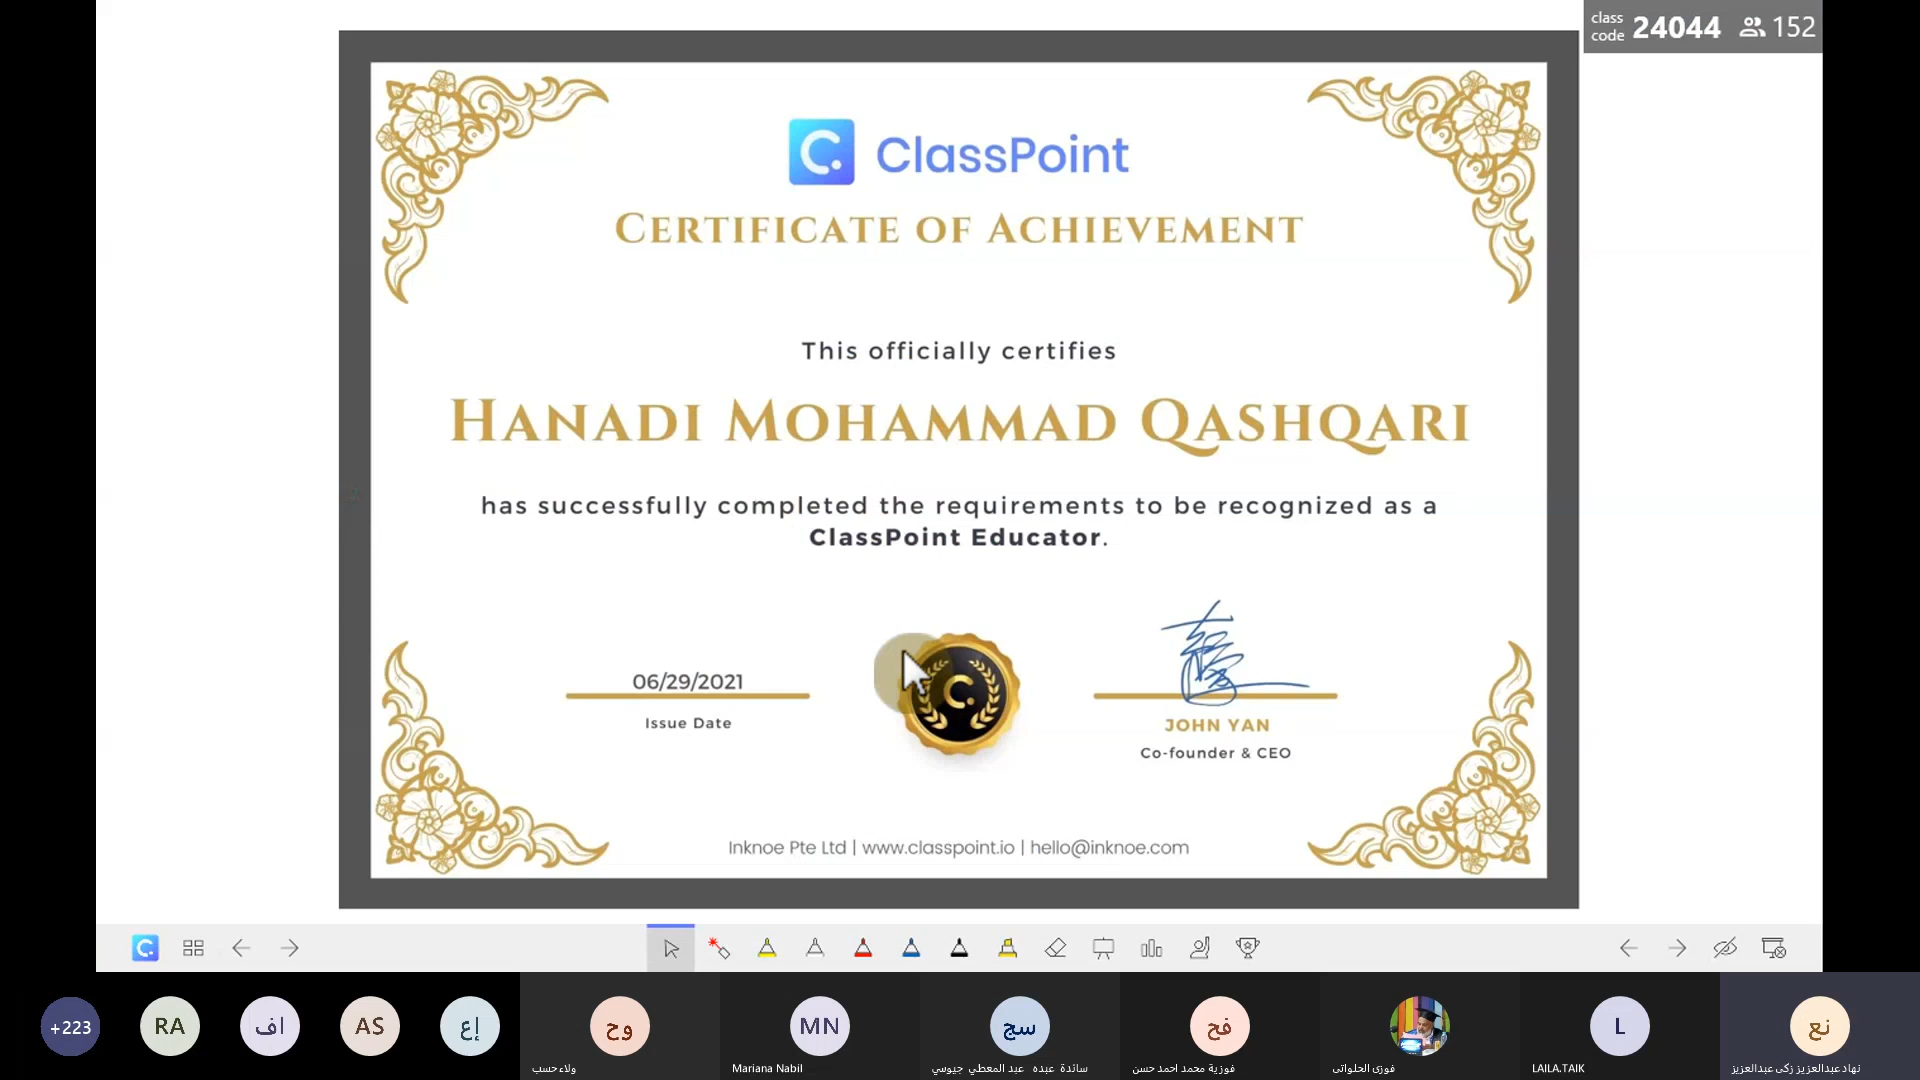 class code 24044 152
ClassPoint
CERTIFICATE OF ACHIEVEMENT
This officially certifies
HANADI MOHAMMAD QASHQARI
has successfully completed the requirements to be recognized as a
ClassPoint Educator.
06/29/2021
Issue Date
JOHN YAN
Co-founder & CEO
Inknoe Pte Ltd | www.classpoint.io | hello@inknoe.com
+223 RA اف AS إع وح MN سج فح L نع
ولاء حسب Mariana Nabil سائدة عبده عبد المعطي جيوسي فوزية محمد احمد حسن فوزى الحلوانى LAILA.TAIK نهاد عبدالعزيز زكى عبدالعزيز